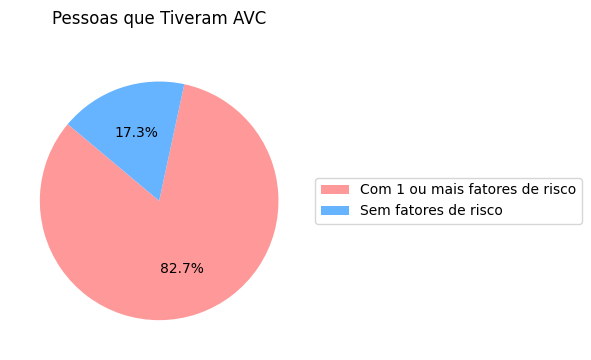 Pessoas que Tiveram AVC
17.3%
Com 1 ou mais fatores de risco
Sem fatores de risco
82.7%